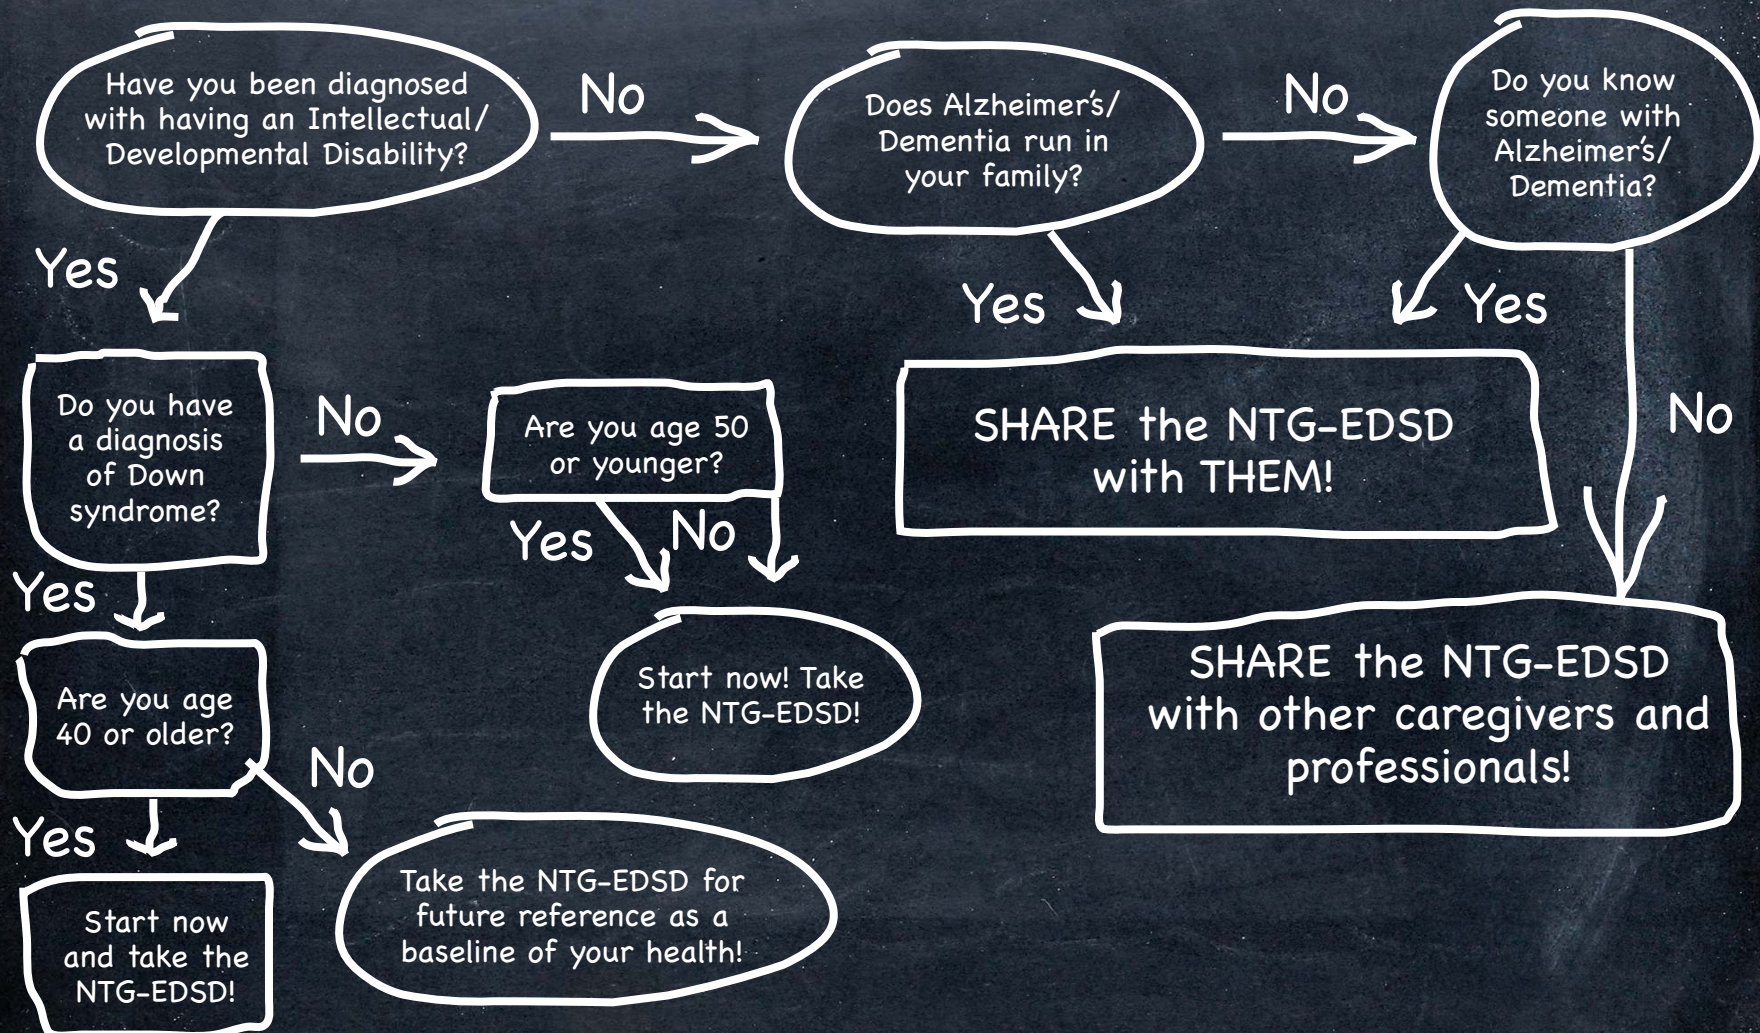 Have you been diagnosed
with having an Intellectual/
Developmental Disability?
No
Does Alzheimer's/
Dementia run in
your family?
No
Do you know
someone with
Alzheimer's/
Dementia?
Yes
Yes
Yes
Do you have
a diagnosis
of Down
syndrome?
No
Are you age 50
or younger?
SHARE the NTG-EDSD
with THEM!
No
Yes
No
Yes
Start now! Take
the NTG-EDSD!
SHARE the NTG-EDSD
with other caregivers and
professionals!
Are you age
40 or older?
No
Yes
Take the NTG-EDSD for
future reference as a
baseline of your health!
Start now
and take the
NTG-EDSD!